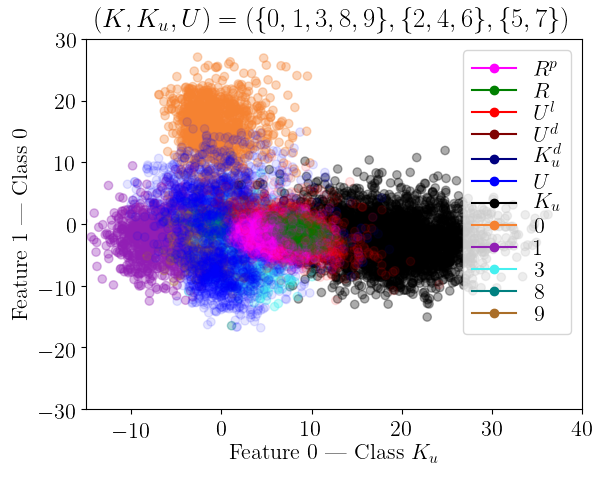 (K, K_u, U) = ({0, 1, 3, 8, 9}, {2, 4, 6}, {5, 7})
30
20
10
0
−10
−20
−30
Feature 1 — Class 0
−10
0
10
20
30
40
Feature 0 — Class K_u
R^p
R
U^l
U^d
K_u^d
U
K_u
0
1
3
8
9